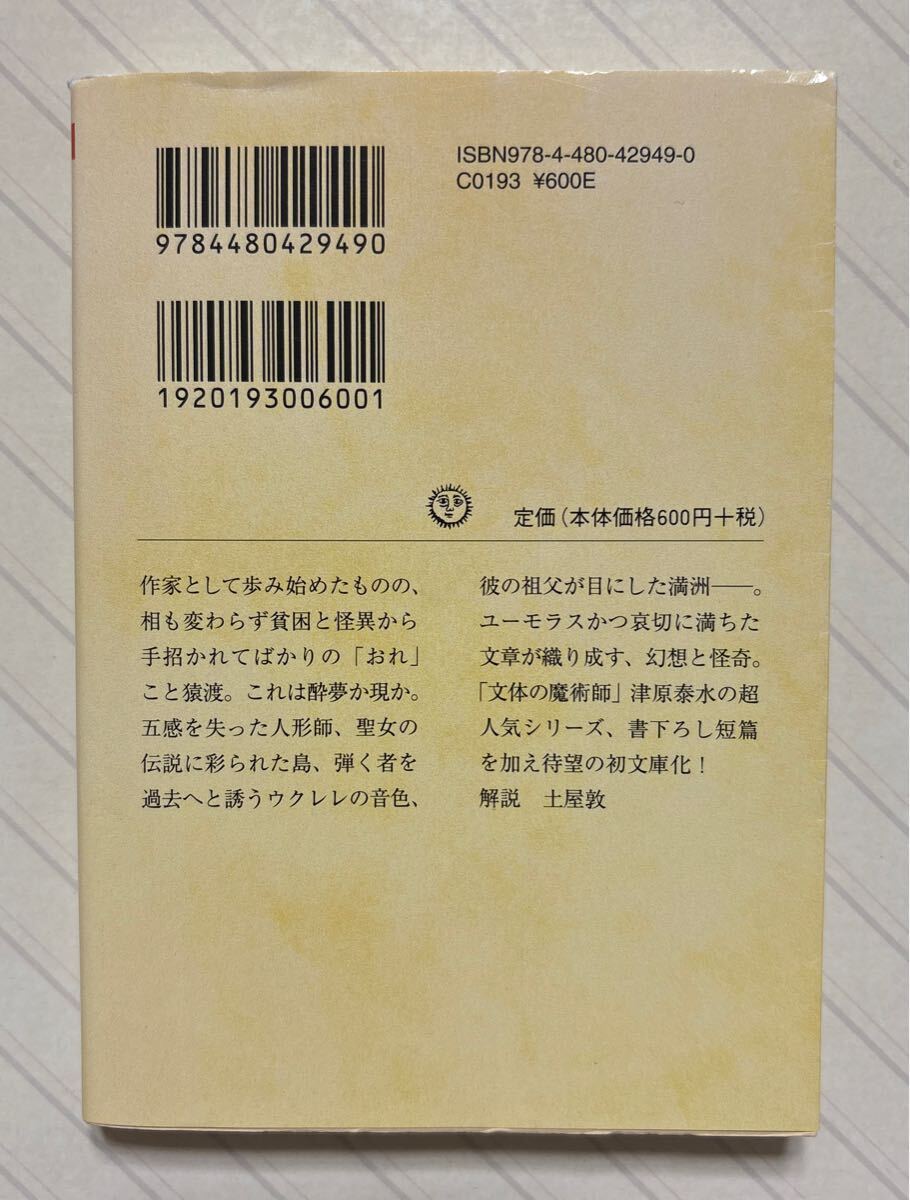 ISBN978-4-480-42949-0
C0193 ¥600E
9784480429490
1920193006001
定価(本体価格600円+税)
作家として歩み始めたものの、
相も変わらず貧困と怪異から
手招かれてばかりの「おれ」
こと猿渡。これは酔夢か現か。
五感を失った人形師、聖女の
伝説に彩られた島、弾く者を
過去へと誘うウクレレの音色、
彼の祖父が目にした満洲――。
ユーモラスかつ哀切に満ちた
文章が織り成す、幻想と怪奇。
「文体の魔術師」津原泰水の超
人気シリーズ、書下ろし短篇
を加え待望の初文庫化!
解説 土屋敦